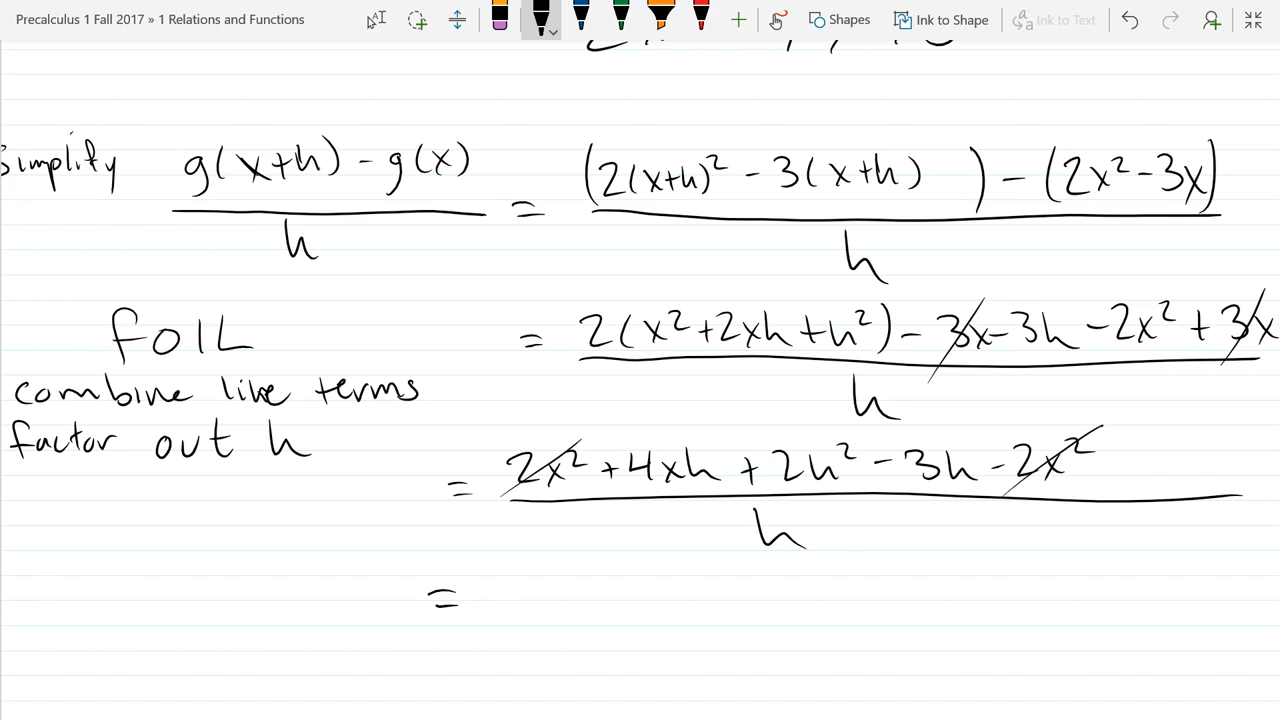 Precalculus 1 Fall 2017 » 1 Relations and Functions
Shapes
Ink to Shape
Ink to Text
Simplify g(x+h) - g(x) / h = (2(x+h)² - 3(x+h) ) - (2x² - 3x) / h
FOIL = 2(x² + 2xh + h²) - 3x - 3h - 2x² + 3x / h
combine like terms
factor out h
= 2x² + 4xh + 2h² - 3h - 2x² / h
=